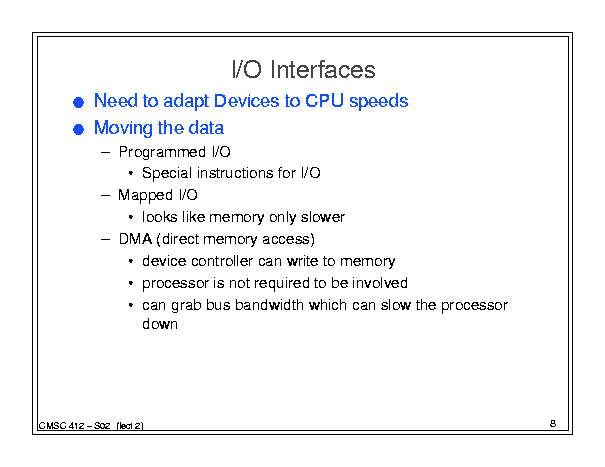 I/O Interfaces
● Need to adapt Devices to CPU speeds
● Moving the data
– Programmed I/O
• Special instructions for I/O
– Mapped I/O
• looks like memory only slower
– DMA (direct memory access)
• device controller can write to memory
• processor is not required to be involved
• can grab bus bandwidth which can slow the processor
down
CMSC 412 – S02 (lect 2)
8